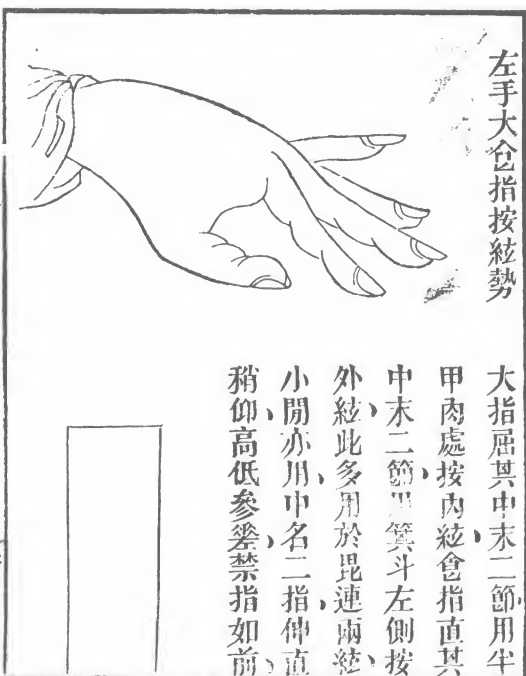 左手大食指按絃勢
大指屈其中末二節用半
甲肉處按內絃食指直其
中末二節用箕斗左側按
外絃此多用於毘連兩絃
小間亦用中名二指伸直
稍仰高低參差禁指如前